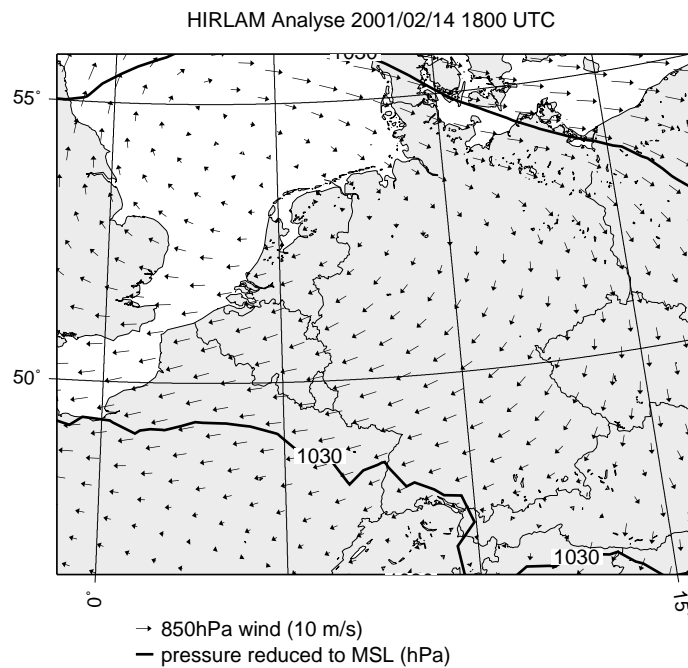 HIRLAM Analyse 2001/02/14 1800 UTC
1030
55°
50°
1030
1030
0°
15°
850hPa wind (10 m/s)
pressure reduced to MSL (hPa)